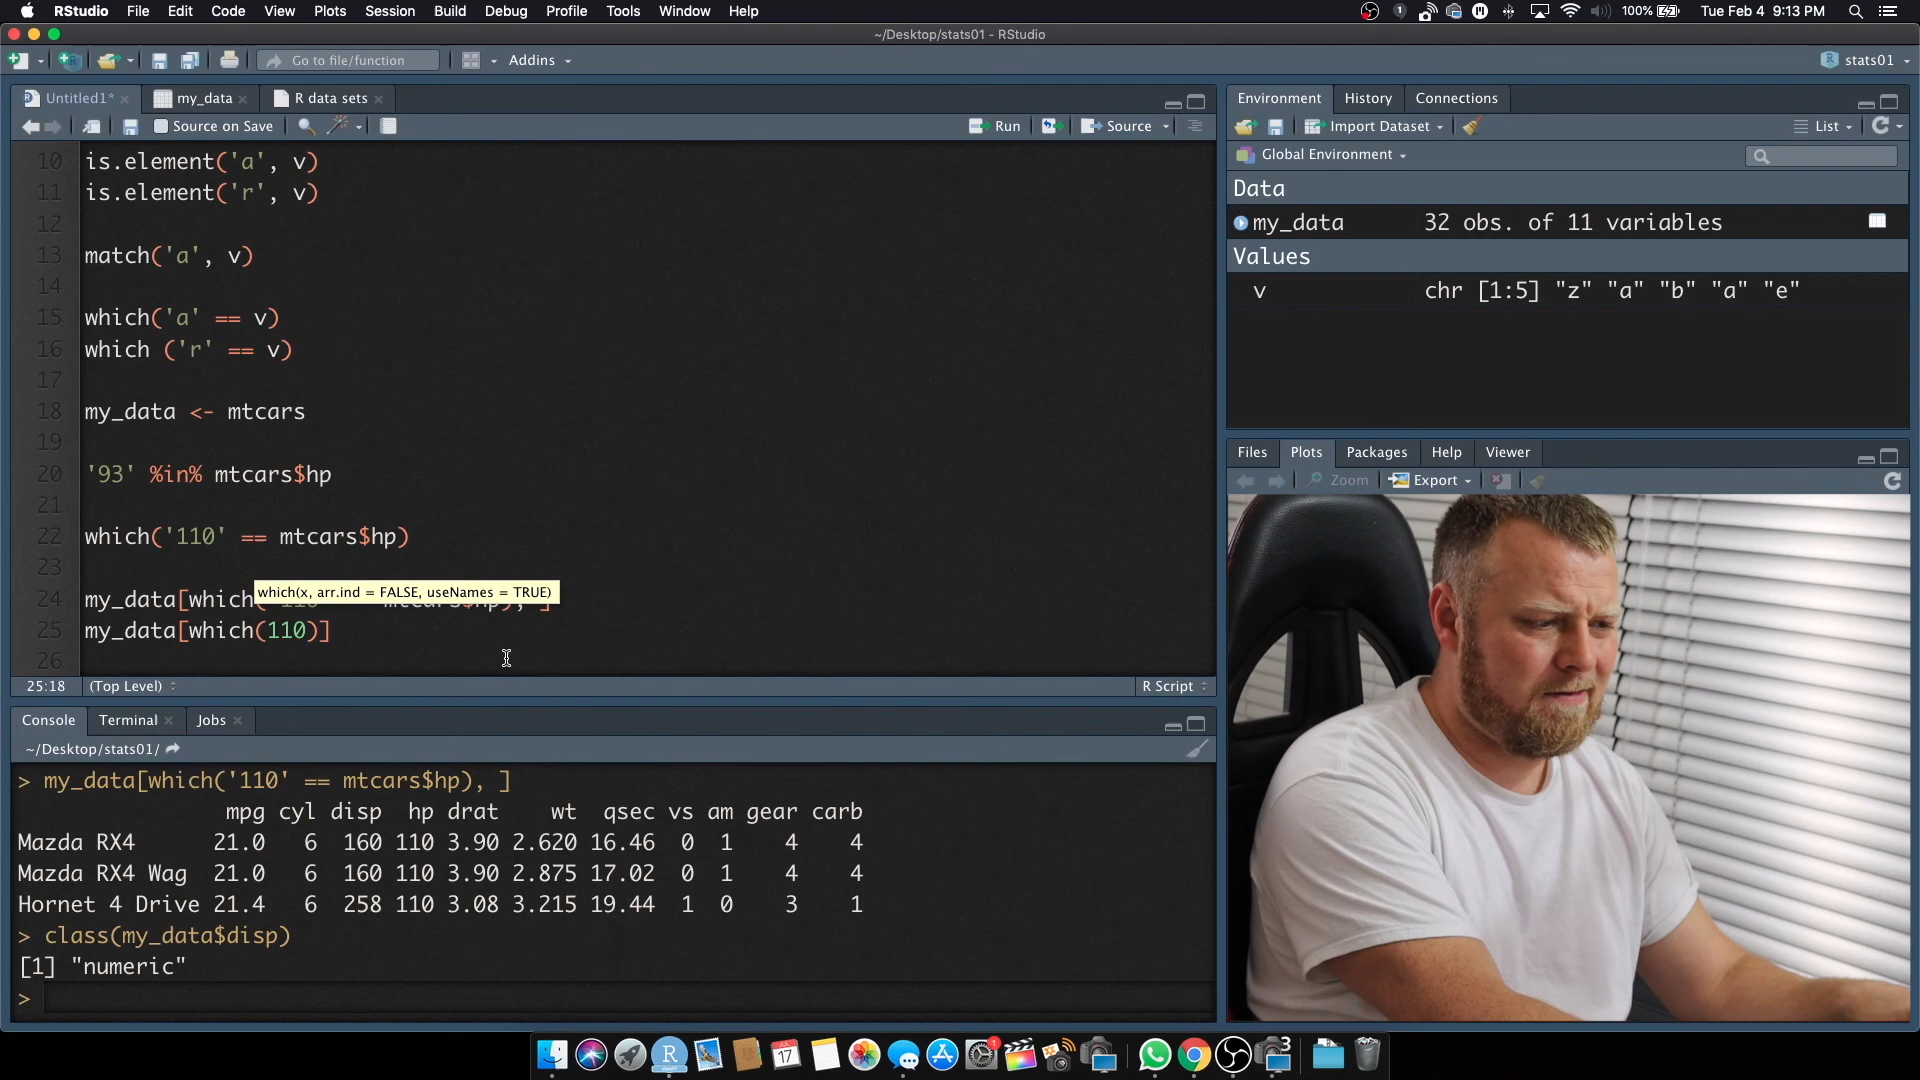 RStudio File Edit Code View Plots Session Build Debug Profile Tools Window Help 100% Tue Feb 4 9:13 PM
~/Desktop/stats01 - RStudio
Go to file/function Addins stats01
Untitled1* my_data R data sets
Source on Save Run Source
10 is.element('a', v)
11 is.element('r', v)
12
13 match('a', v)
14
15 which('a' == v)
16 which ('r' == v)
17
18 my_data <- mtcars
19
20 '93' %in% mtcars$hp
21
22 which('110' == mtcars$hp)
23
which(x, arr.ind = FALSE, useNames = TRUE)
24 my_data[which(
25 my_data[which(110)]
26
25:18 (Top Level) R Script
Console Terminal Jobs
~/Desktop/stats01/
> my_data[which('110' == mtcars$hp), ]
mpg cyl disp hp drat wt qsec vs am gear carb
Mazda RX4 21.0 6 160 110 3.90 2.620 16.46 0 1 4 4
Mazda RX4 Wag 21.0 6 160 110 3.90 2.875 17.02 0 1 4 4
Hornet 4 Drive 21.4 6 258 110 3.08 3.215 19.44 1 0 3 1
> class(my_data$disp)
[1] "numeric"
>
Environment History Connections
Import Dataset List
Global Environment
Data
my_data 32 obs. of 11 variables
Values
v chr [1:5] "z" "a" "b" "a" "e"
Files Plots Packages Help Viewer
Zoom Export
17
1
3